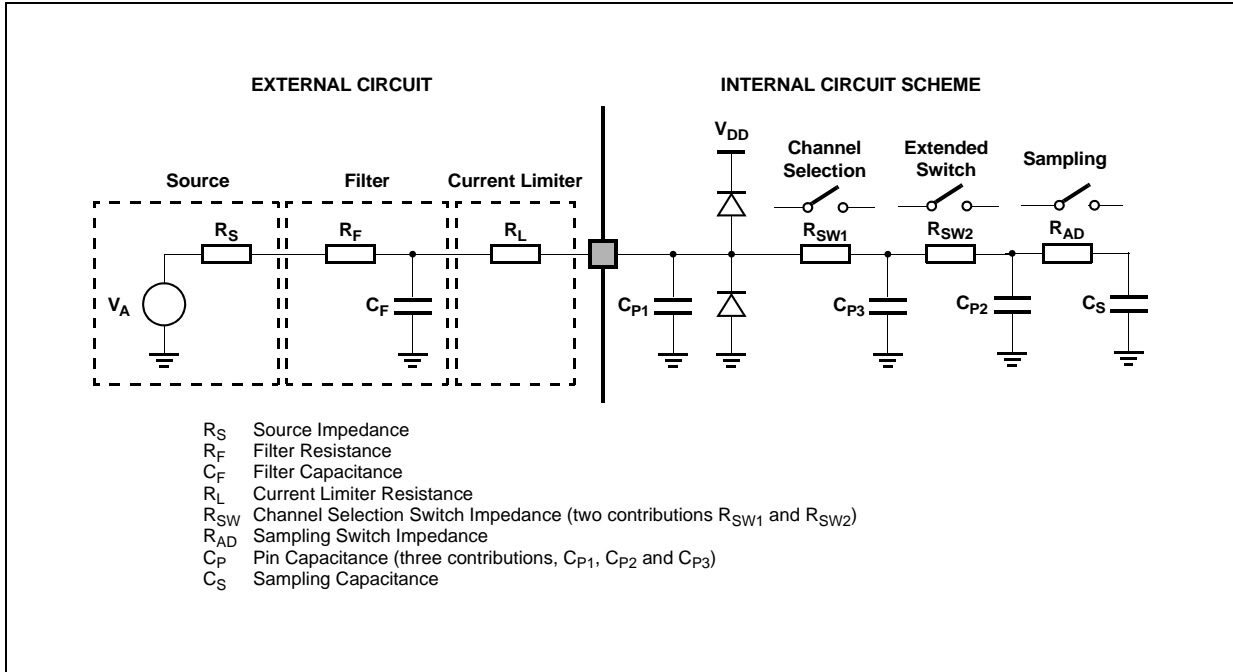 EXTERNAL CIRCUIT
INTERNAL CIRCUIT SCHEME
VDD
Channel Selection
Extended Switch
Sampling
Source
Filter
Current Limiter
RS
RF
RL
RSW1
RSW2
RAD
VA
CF
CP1
CP3
CP2
CS
RS Source Impedance
RF Filter Resistance
CF Filter Capacitance
RL Current Limiter Resistance
RSW Channel Selection Switch Impedance (two contributions RSW1 and RSW2)
RAD Sampling Switch Impedance
CP Pin Capacitance (three contributions, CP1, CP2 and CP3)
CS Sampling Capacitance